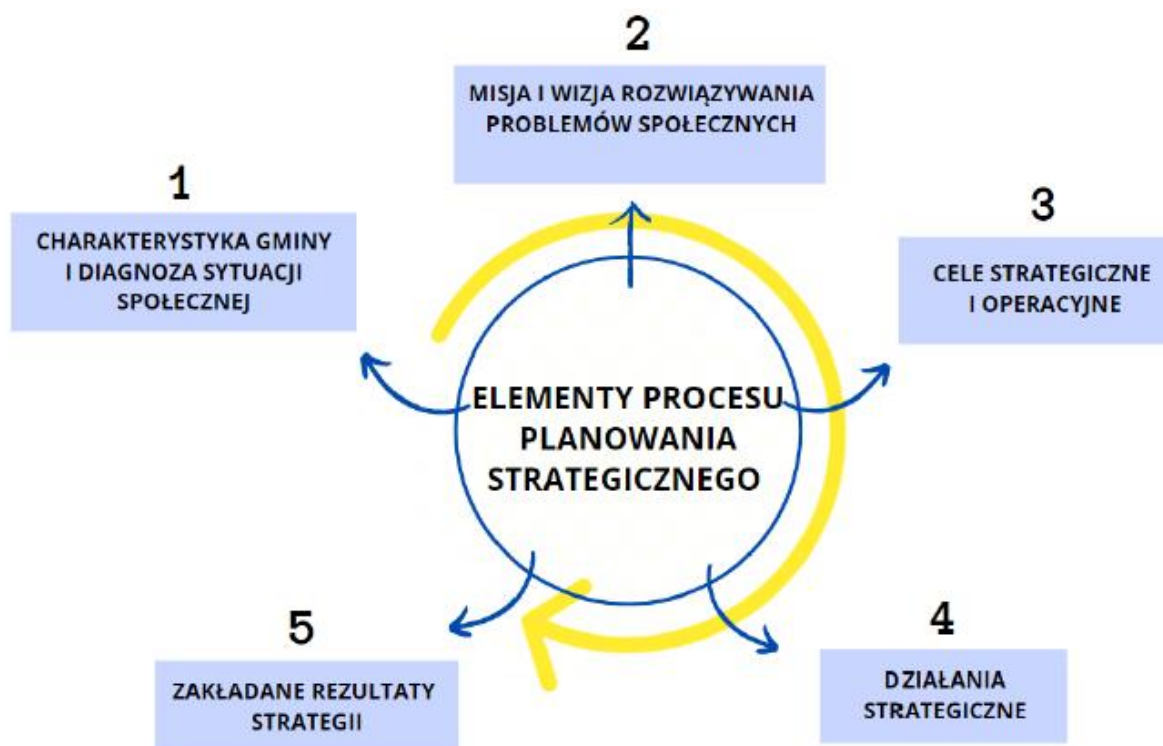 1
CHARAKTERYSTYKA GMINY
I DIAGNOZA SYTUACJI
SPOŁECZNEJ
2
MISJA I WIZJA ROZWIĄZYWANIA
PROBLEMÓW SPOŁECZNYCH
3
CELE STRATEGICZNE
I OPERACYJNE
ELEMENTY PROCESU
PLANOWANIA
STRATEGICZNEGO
4
DZIAŁANIA
STRATEGICZNE
5
ZAKŁADANE REZULTATY
STRATEGII